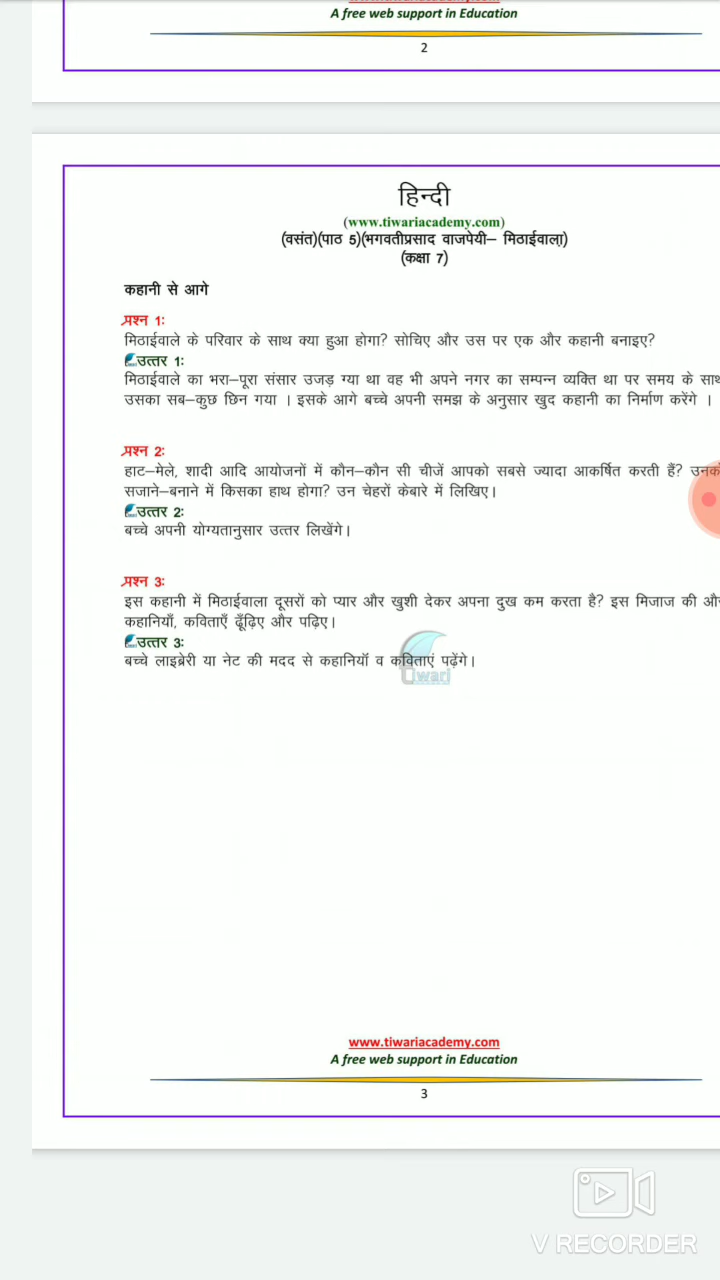 A free web support in Education
2
हिन्दी
(www.tiwariacademy.com)
(वसंत)(पाठ 5)(भगवतीप्रसाद वाजपेयी– मिठाईवाला)
(कक्षा 7)
कहानी से आगे
प्रश्न 1:
मिठाईवाले के परिवार के साथ क्या हुआ होगा? सोचिए और उस पर एक और कहानी बनाइए?
उत्तर 1:
मिठाईवाले का भरा–पूरा संसार उजड़ ग्या था वह भी अपने नगर का सम्पन्न व्यक्ति था पर समय के साथ
उसका सब–कुछ छिन गया । इसके आगे बच्चे अपनी समझ के अनुसार खुद कहानी का निर्माण करेंगे ।
प्रश्न 2:
हाट–मेले, शादी आदि आयोजनों में कौन–कौन सी चीजें आपको सबसे ज्यादा आकर्षित करती हैं?
सजाने–बनाने में किसका हाथ होगा? उन चेहरों केबारे में लिखिए।
उत्तर 2:
बच्चे अपनी योग्यतानुसार उत्तर लिखेंगे।
प्रश्न 3:
इस कहानी में मिठाईवाला दूसरों को प्यार और खुशी देकर अपना दुख कम करता है? इस मिजाज की
कहानियाँ, कविताएँ ढूँढ़िए और पढ़िए।
उत्तर 3:
बच्चे लाइब्रेरी या नेट की मदद से कहानियॉ व कविताएं पढ़ेंगे।
Tiwari
www.tiwariacademy.com
A free web support in Education
3
V RECORDER